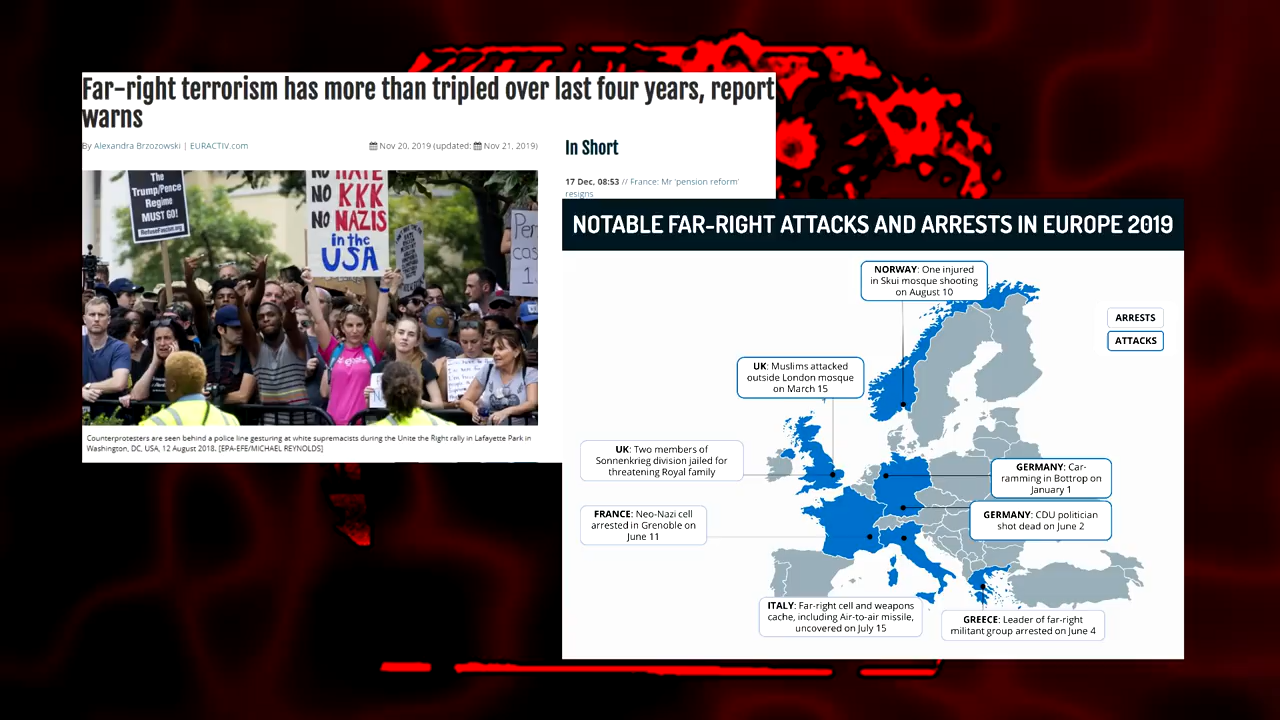 Far-right terrorism has more than tripled over last four years, report
warns
By Alexandra Brzozowski | EURACTIV.com
Nov 20, 2019 (updated: Nov 21, 2019)
In Short
17 Dec, 08:53 // France: Mr 'pension reform'
resigns
The
Trump/Pence
Regime
MUST GO!
RefuseFascism.org
NO HATE
NO KKK
NO NAZIS
in the
USA
Counterprotesters are seen behind a police line gesturing at white supremacists during the Unite the Right rally in Lafayette Park in
Washington, DC, USA, 12 August 2018. [EPA-EFE/MICHAEL REYNOLDS]
NOTABLE FAR-RIGHT ATTACKS AND ARRESTS IN EUROPE 2019
NORWAY: One injured
in Skui mosque shooting
on August 10
ARRESTS
ATTACKS
UK: Muslims attacked
outside London mosque
on March 15
UK: Two members of
Sonnenkrieg division jailed for
threatening Royal family
GERMANY: Car-
ramming in Bottrop on
January 1
FRANCE: Neo-Nazi cell
arrested in Grenoble on
June 11
GERMANY: CDU politician
shot dead on June 2
ITALY: Far-right cell and weapons
cache, including Air-to-air missile,
uncovered on July 15
GREECE: Leader of far-right
militant group arrested on June 4